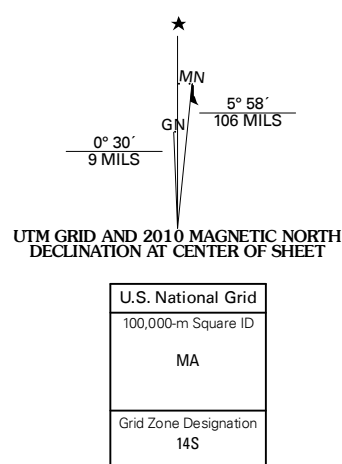 MN
5° 58´
106 MILS
GN
0° 30´
9 MILS
UTM GRID AND 2010 MAGNETIC NORTH
DECLINATION AT CENTER OF SHEET
U.S. National Grid
100,000-m Square ID
MA
Grid Zone Designation
14S